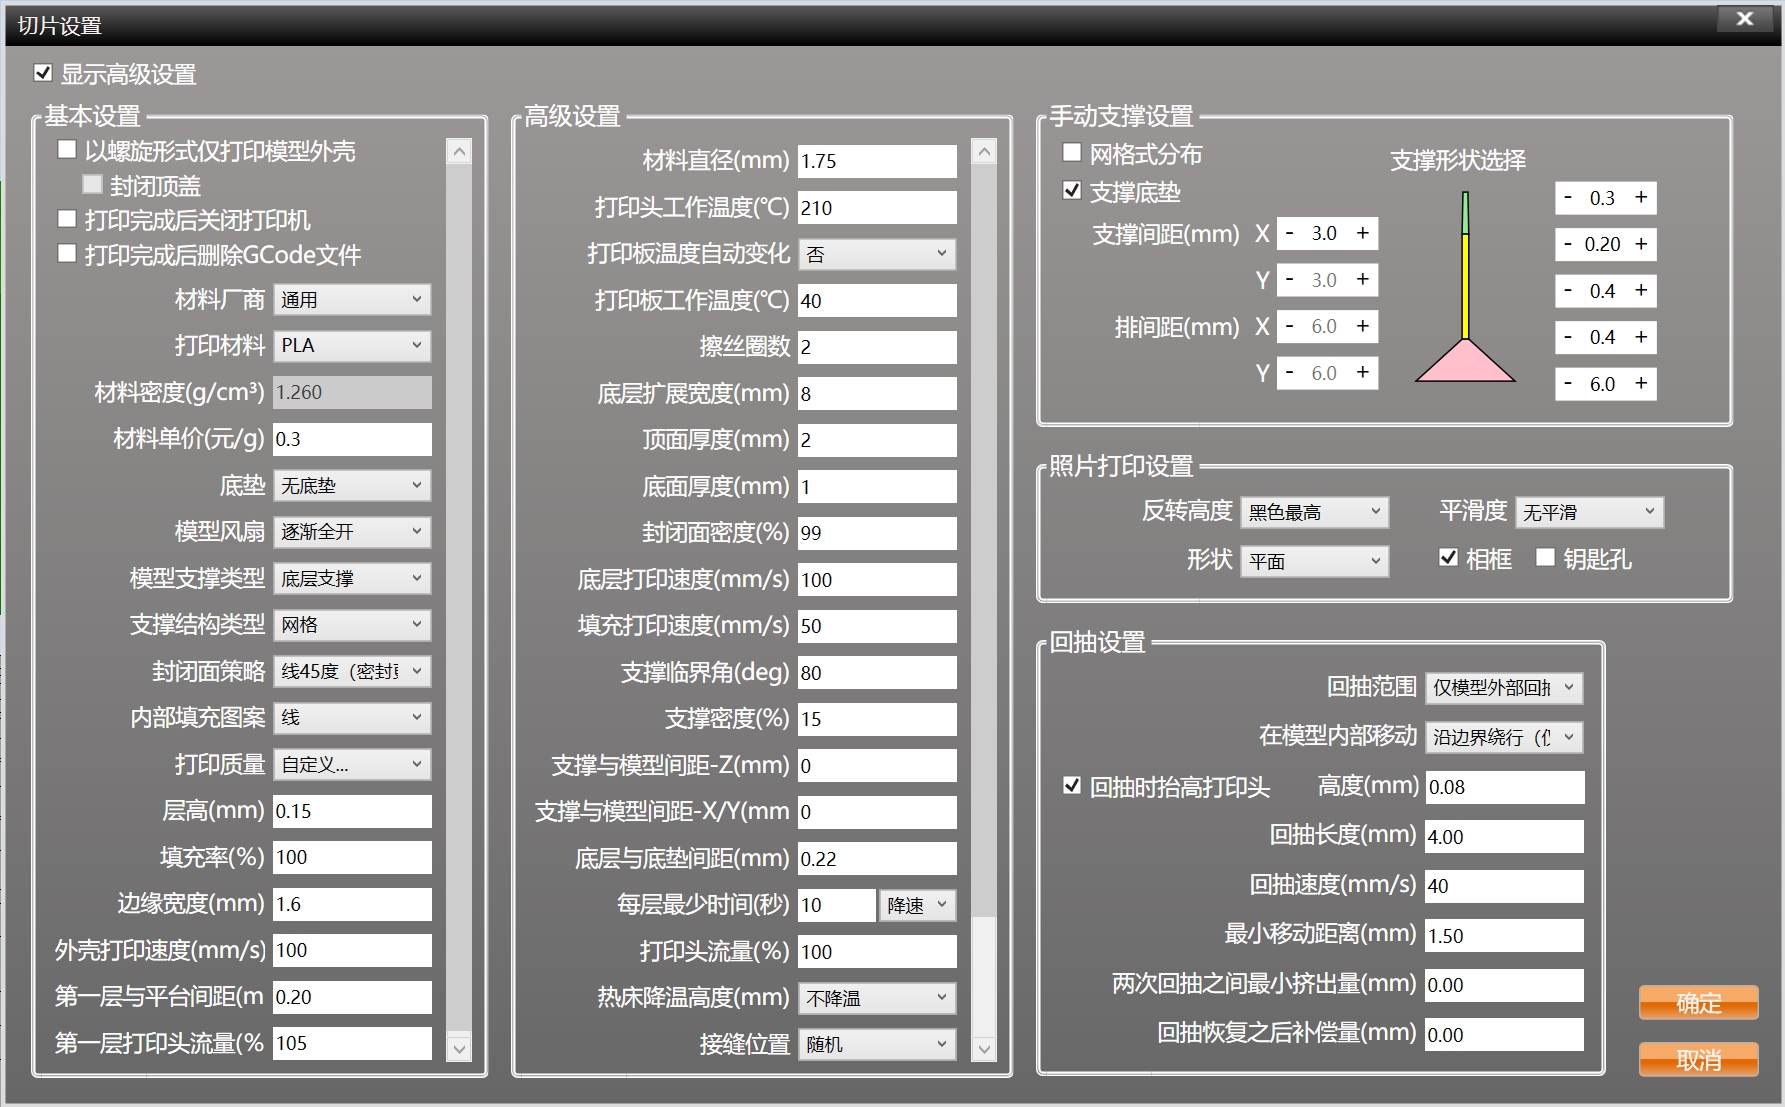 切片设置
显示高级设置
基本设置
以螺旋形式仅打印模型外壳
封闭顶盖
打印完成后关闭打印机
打印完成后删除GCode文件
材料厂商 通用
打印材料 PLA
材料密度(g/cm³) 1.260
材料单价(元/g) 0.3
底垫 无底垫
模型风扇 逐渐全开
模型支撑类型 底层支撑
支撑结构类型 网格
封闭面策略 线45度（密封
内部填充图案 线
打印质量 自定义...
层高(mm) 0.15
填充率(%) 100
边缘宽度(mm) 1.6
外壳打印速度(mm/s) 100
第一层与平台间距(m 0.20
第一层打印头流量(% 105
高级设置
材料直径(mm) 1.75
打印头工作温度(℃) 210
打印板温度自动变化 否
打印板工作温度(℃) 40
擦丝圈数 2
底层扩展宽度(mm) 8
顶面厚度(mm) 2
底面厚度(mm) 1
封闭面密度(%) 99
底层打印速度(mm/s) 100
填充打印速度(mm/s) 50
支撑临界角(deg) 80
支撑密度(%) 15
支撑与模型间距-Z(mm) 0
支撑与模型间距-X/Y(mm 0
底层与底垫间距(mm) 0.22
每层最少时间(秒) 10 降速
打印头流量(%) 100
热床降温高度(mm) 不降温
接缝位置 随机
手动支撑设置
网格式分布
支撑底垫
支撑间距(mm) X - 3.0 +
Y - 3.0 +
排间距(mm) X - 6.0 +
Y - 6.0 +
支撑形状选择
- 0.3 +
- 0.20 +
- 0.4 +
- 0.4 +
- 6.0 +
照片打印设置
反转高度 黑色最高 平滑度 无平滑
形状 平面 相框 钥匙孔
回抽设置
回抽范围 仅模型外部回抽
在模型内部移动 沿边界绕行（仅
回抽时抬高打印头 高度(mm) 0.08
回抽长度(mm) 4.00
回抽速度(mm/s) 40
最小移动距离(mm) 1.50
两次回抽之间最小挤出量(mm) 0.00
回抽恢复之后补偿量(mm) 0.00
确定
取消